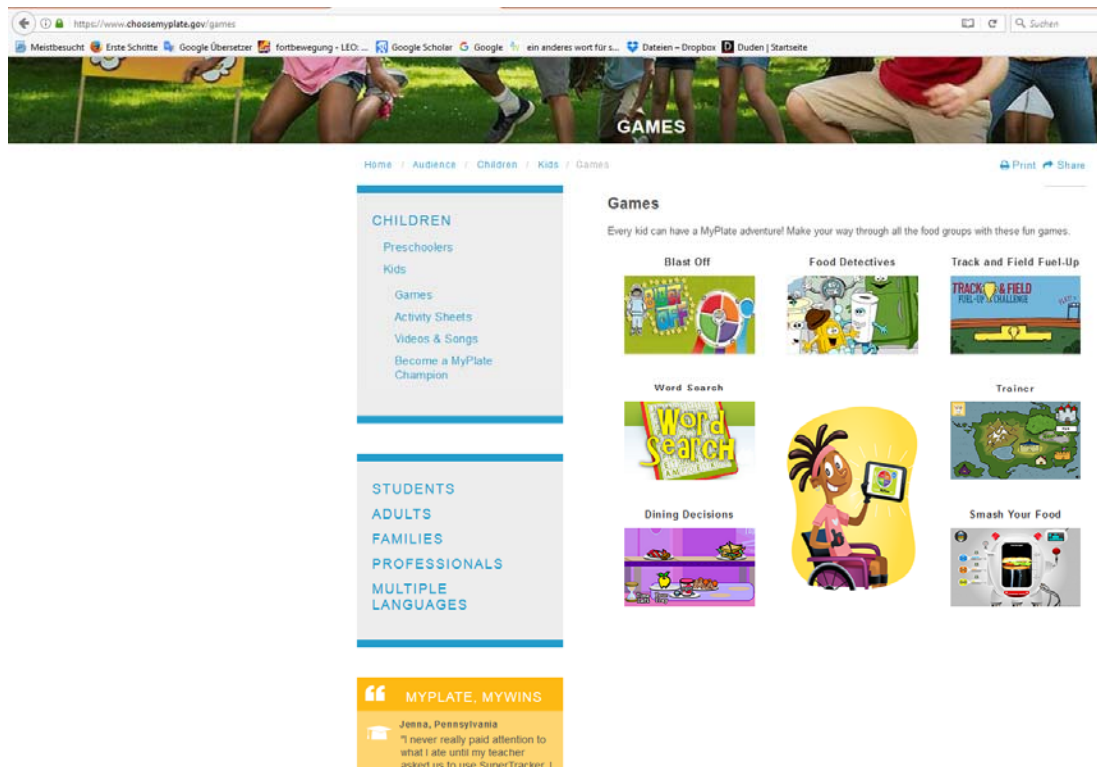 https://www.choosemyplate.gov/games
Suchen
Meistbesucht Erste Schritte Google Übersetzer fortbewegung - LEO: ... Google Scholar Google ein anderes wort für s... Dateien – Dropbox Duden | Startseite
GAMES
Home / Audience / Children / Kids / Games
Print Share
CHILDREN
Preschoolers
Kids
Games
Activity Sheets
Videos & Songs
Become a MyPlate
Champion
STUDENTS
ADULTS
FAMILIES
PROFESSIONALS
MULTIPLE
LANGUAGES
MYPLATE, MYWINS
Jenna, Pennsylvania
"I never really paid attention to
what I ate until my teacher
asked us to use SuperTracker. I
Games
Every kid can have a MyPlate adventure! Make your way through all the food groups with these fun games.
Blast Off Food Detectives Track and Field Fuel-Up
BLAST
OFF
TRACK & FIELD
FUEL-UP CHALLENGE
Word Search Trainer
Word
Search
Dining Decisions Smash Your Food